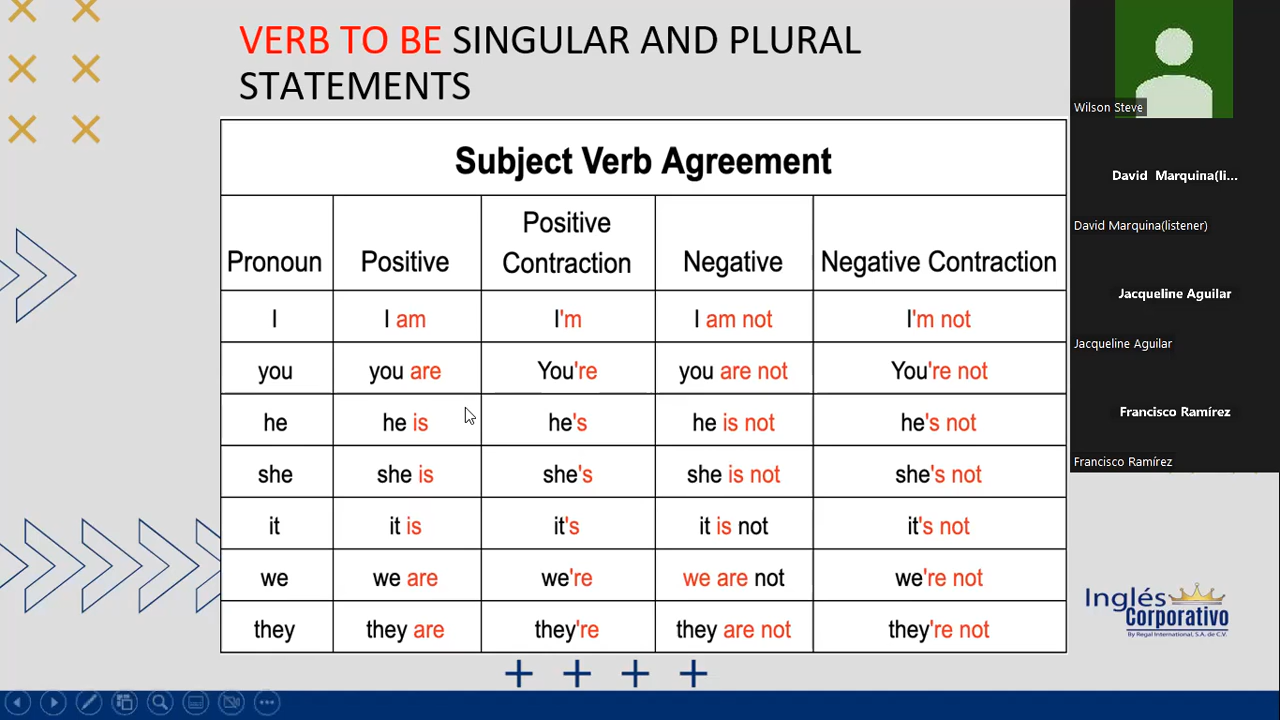 VERB TO BE SINGULAR AND PLURAL
STATEMENTS
Subject Verb Agreement
Pronoun Positive Positive Contraction Negative Negative Contraction
I I am I'm I am not I'm not
you you are You're you are not You're not
he he is he's he is not he's not
she she is she's she is not she's not
it it is it's it is not it's not
we we are we're we are not we're not
they they are they're they are not they're not
Wilson Steve
David Marquina(li...
David Marquina(listener)
Jacqueline Aguilar
Jacqueline Aguilar
Francisco Ramírez
Francisco Ramírez
Inglés
Corporativo
By Regal International, S.A. de C.V.